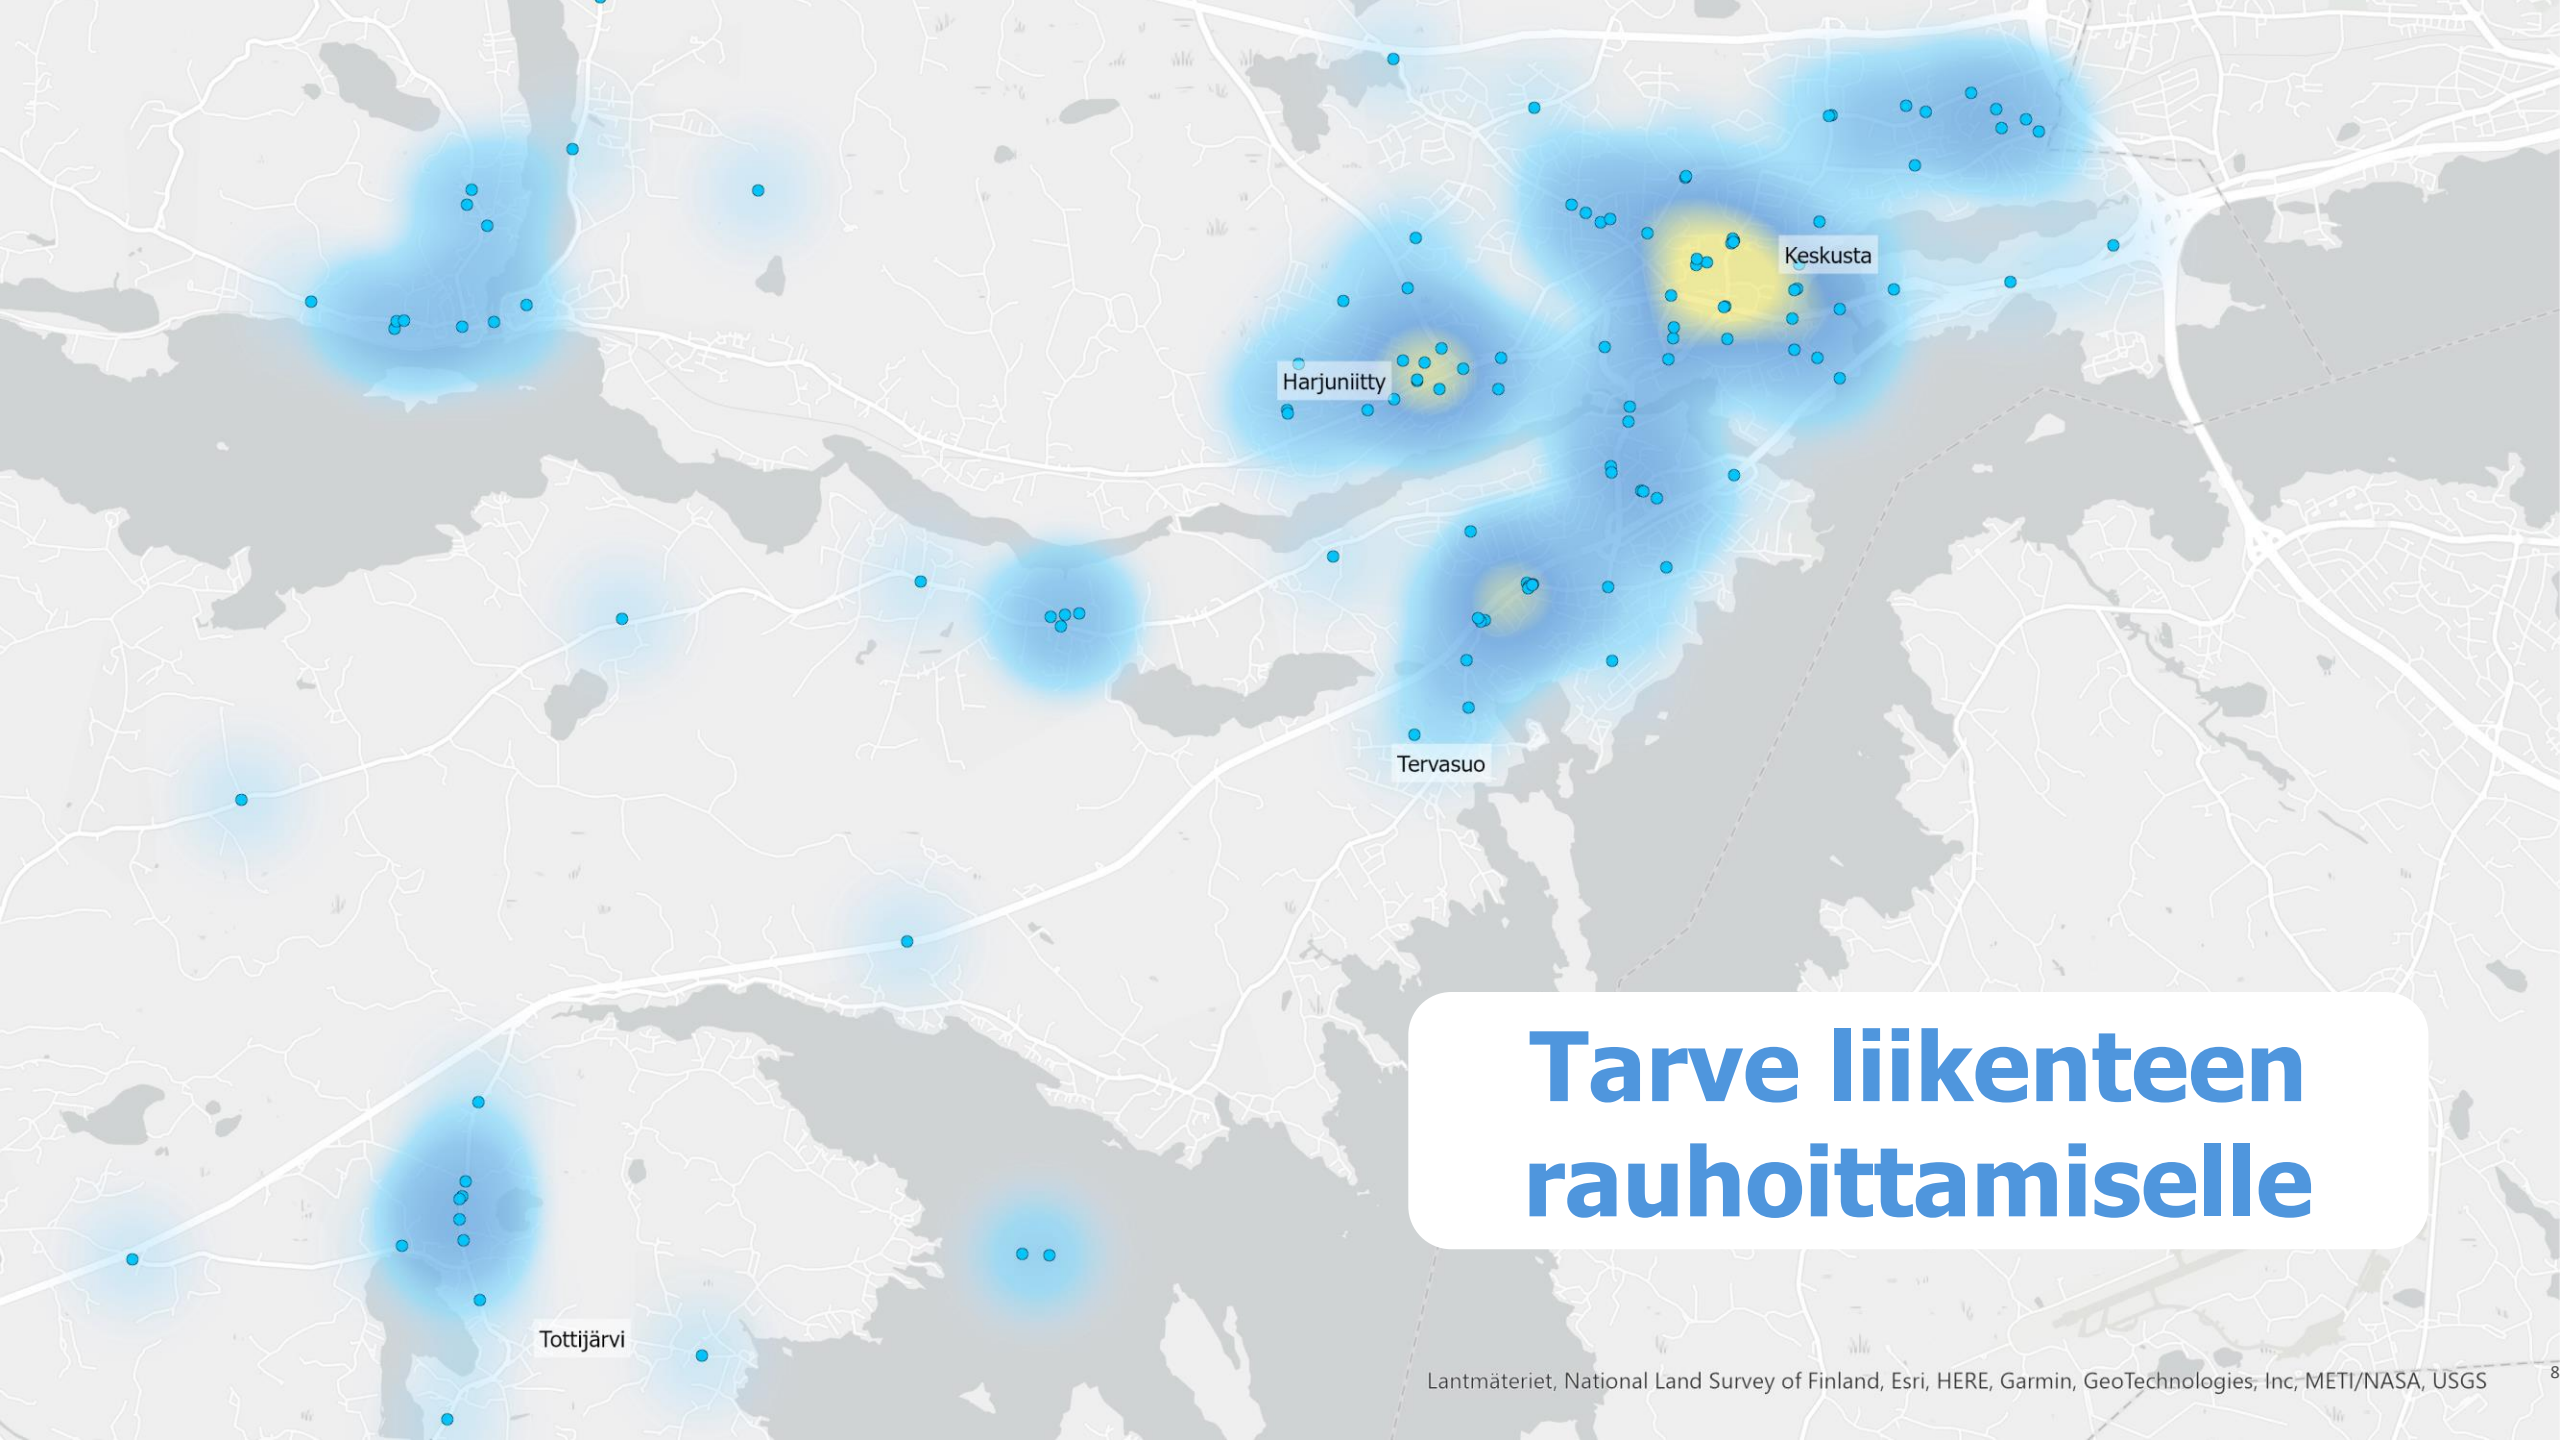 Keskusta
Harjuniitty
Tervasuo
Tarve liikenteen
rauhoittamiselle
Tottijärvi
Lantmäteriet, National Land Survey of Finland, Esri, HERE, Garmin, GeoTechnologies, Inc, METI/NASA, USGS
8